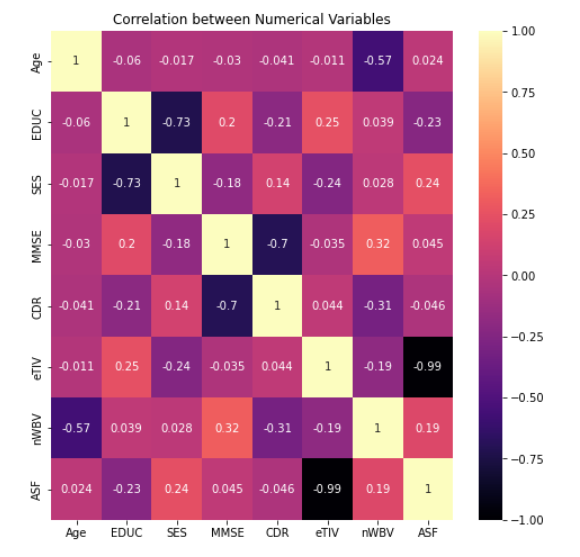 Correlation between Numerical Variables
Age 1 -0.06 -0.017 -0.03 -0.041 -0.011 -0.57 0.024
EDUC -0.06 1 -0.73 0.2 -0.21 0.25 0.039 -0.23
SES -0.017 -0.73 1 -0.18 0.14 -0.24 0.028 0.24
MMSE -0.03 0.2 -0.18 1 -0.7 -0.035 0.32 0.045
CDR -0.041 -0.21 0.14 -0.7 1 0.044 -0.31 -0.046
eTIV -0.011 0.25 -0.24 -0.035 0.044 1 -0.19 -0.99
nWBV -0.57 0.039 0.028 0.32 -0.31 -0.19 1 0.19
ASF 0.024 -0.23 0.24 0.045 -0.046 -0.99 0.19 1
Age EDUC SES MMSE CDR eTIV nWBV ASF
1.00
0.75
0.50
0.25
0.00
−0.25
−0.50
−0.75
−1.00